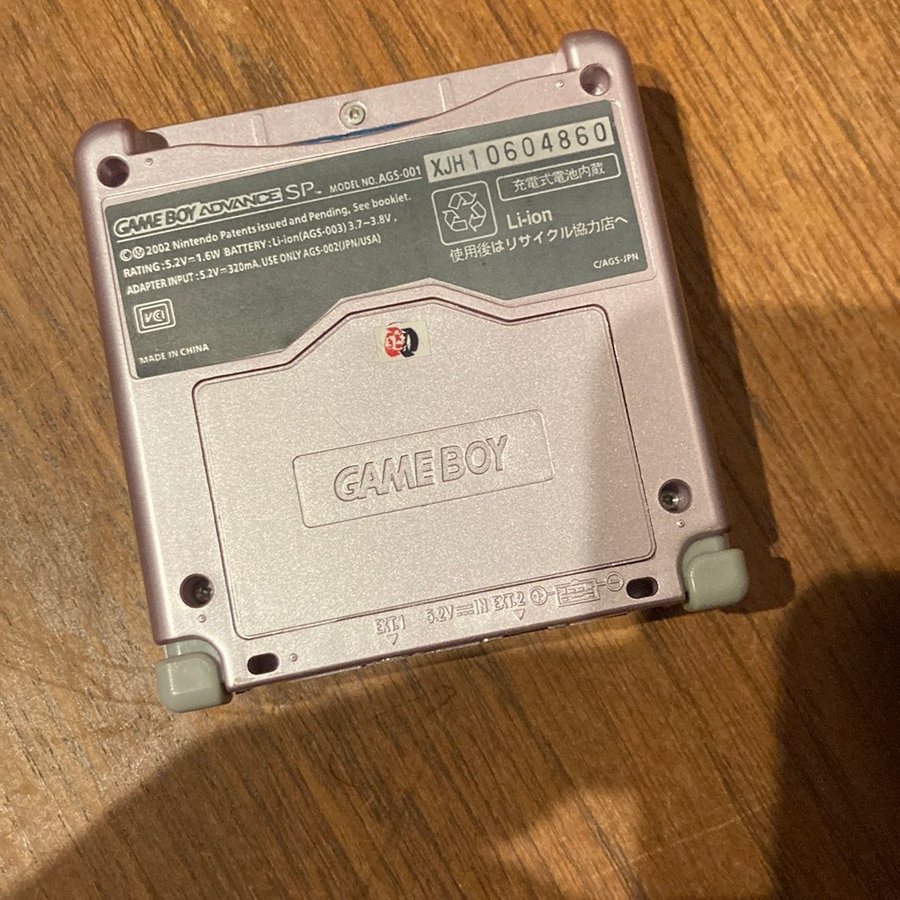 XJH10604860
GAME BOY ADVANCE SP™ MODEL NO. AGS-001
充電式電池内蔵
©Ⓜ2002 Nintendo Patents issued and Pending, See booklet.
RATING : 5.2V⎓1.6W BATTERY : Li-ion(AGS-003) 3.7~3.8V ,
ADAPTER INPUT : 5.2V⎓320mA. USE ONLY AGS-002(JPN/USA)
Li-ion
使用後はリサイクル協力店へ
C/AGS-JPN
VCI
MADE IN CHINA
GAME BOY
EXT.1 5.2V⎓IN EXT.2